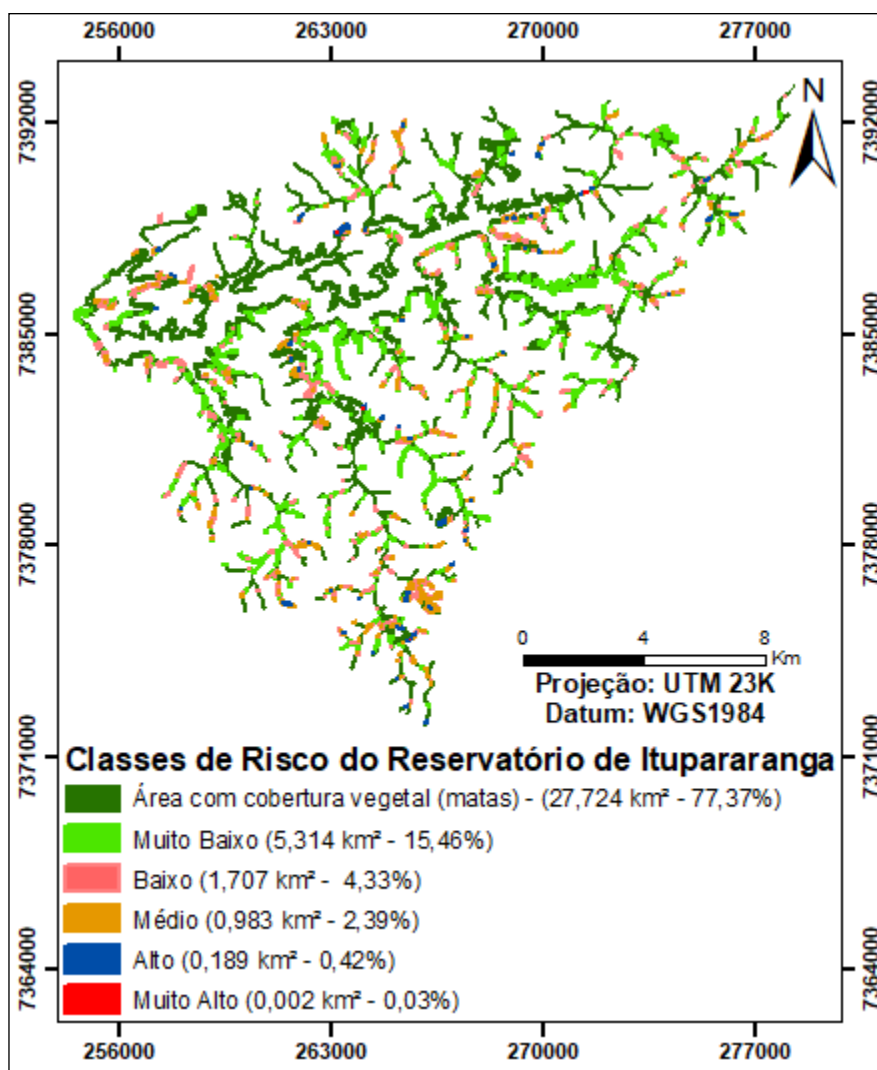 256000 263000 270000 277000
7392000 7392000
N
7385000 7385000
7378000 7378000
0 4 8
Km
Projeção: UTM 23K
Datum: WGS1984
7371000 7371000
Classes de Risco do Reservatório de Itupararanga
Área com cobertura vegetal (matas) - (27,724 km² - 77,37%)
Muito Baixo (5,314 km² - 15,46%)
Baixo (1,707 km² - 4,33%)
Médio (0,983 km² - 2,39%)
Alto (0,189 km² - 0,42%)
Muito Alto (0,002 km² - 0,03%)
7364000 7364000
256000 263000 270000 277000